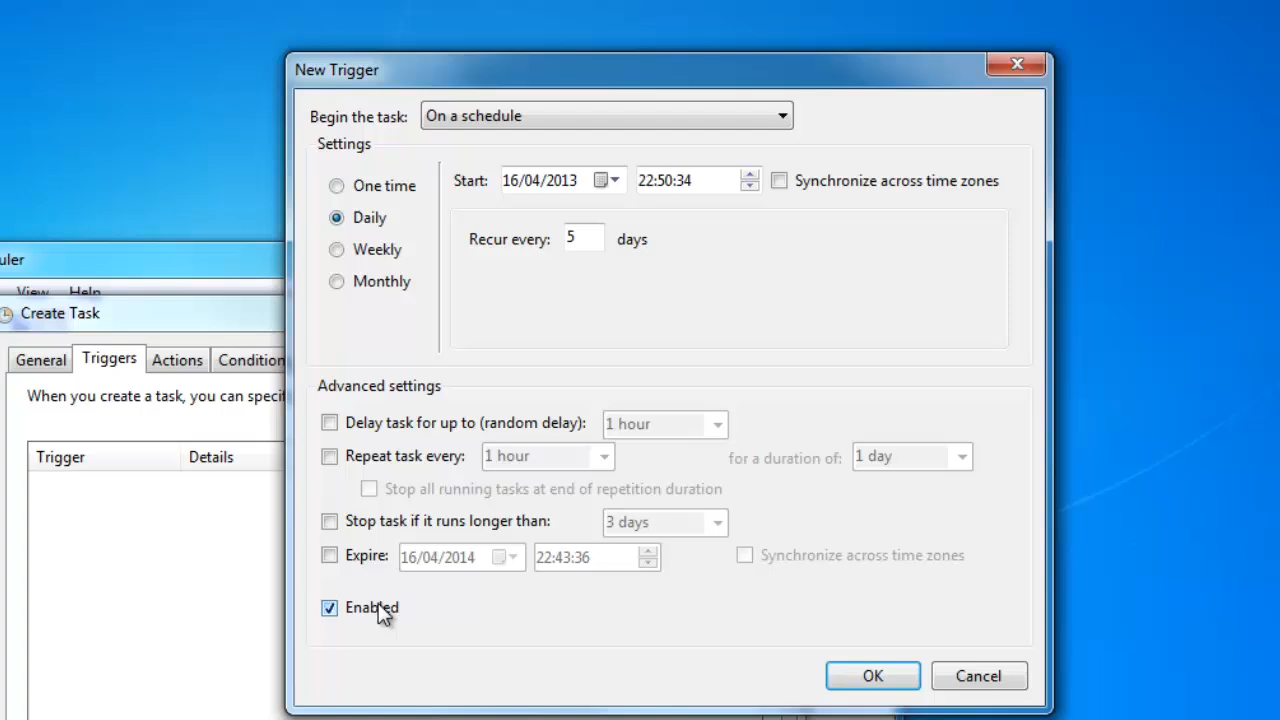 New Trigger
Begin the task: On a schedule
Settings
One time
Daily
Weekly
Monthly
Start: 16/04/2013 22:50:34 Synchronize across time zones
Recur every: 5 days
Advanced settings
Delay task for up to (random delay): 1 hour
Repeat task every: 1 hour for a duration of: 1 day
Stop all running tasks at end of repetition duration
Stop task if it runs longer than: 3 days
Expire: 16/04/2014 22:43:36 Synchronize across time zones
Enabled
OK Cancel
uler
View Help
Create Task
General Triggers Actions Condition
When you create a task, you can specif
Trigger Details